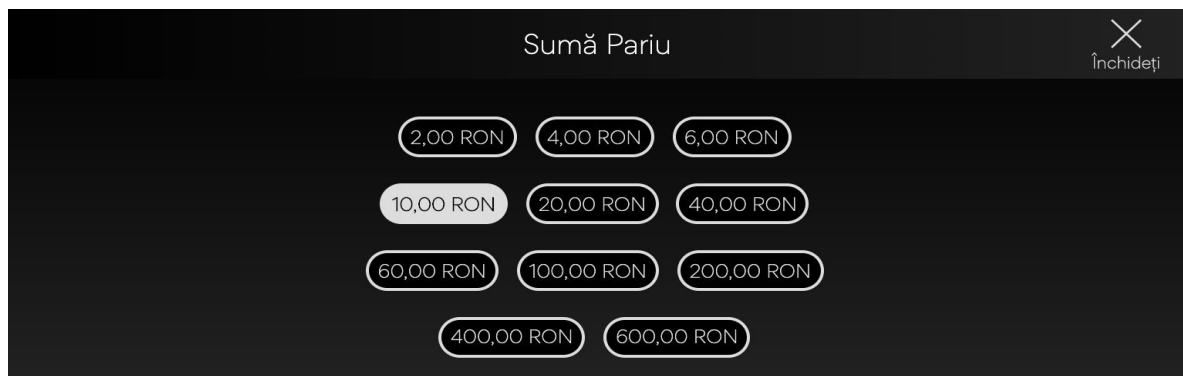 Sumă Pariu
Închideți
2,00 RON 4,00 RON 6,00 RON
10,00 RON 20,00 RON 40,00 RON
60,00 RON 100,00 RON 200,00 RON
400,00 RON 600,00 RON